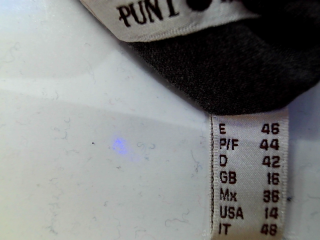 PUNT
E 46
P/F 44
D 42
GB 16
Mx 36
USA 14
IT 48